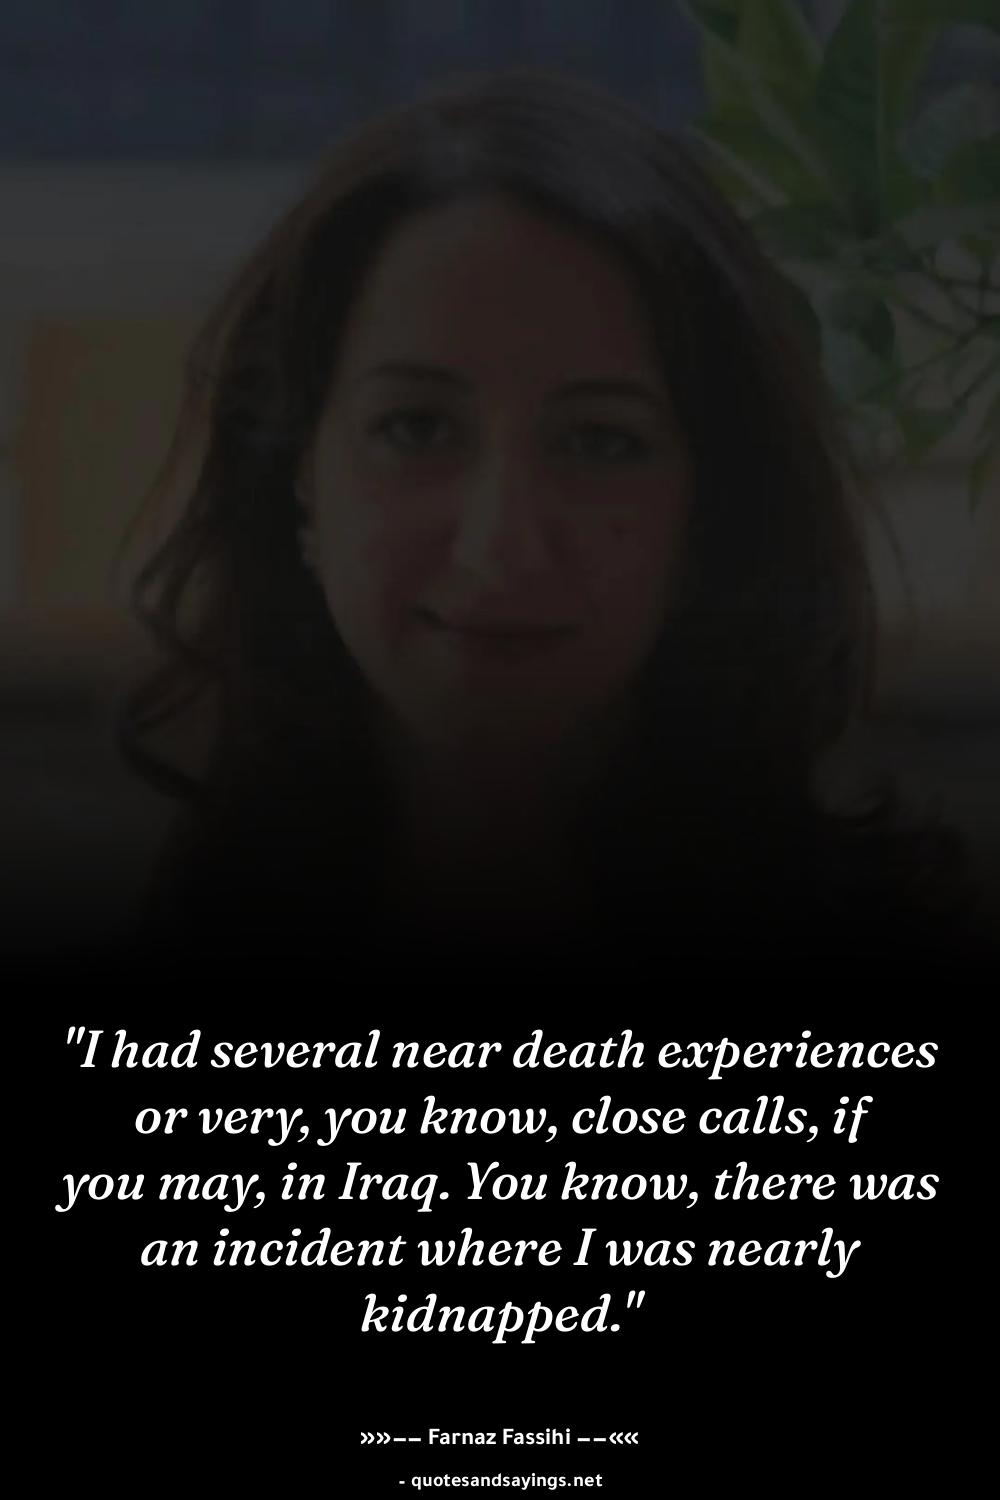 "I had several near death experiences
or very, you know, close calls, if
you may, in Iraq. You know, there was
an incident where I was nearly
kidnapped."
»»−− Farnaz Fassihi −−««
- quotesandsayings.net